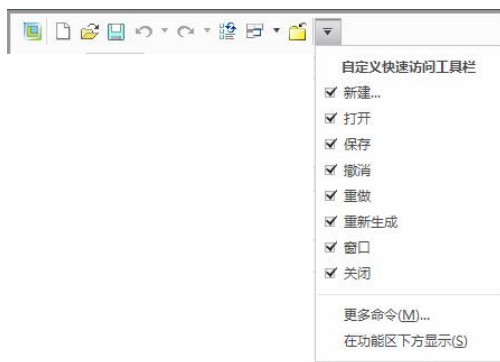 自定义快速访问工具栏
新建...
打开
保存
撤消
重做
重新生成
窗口
关闭
更多命令(M)...
在功能区下方显示(S)